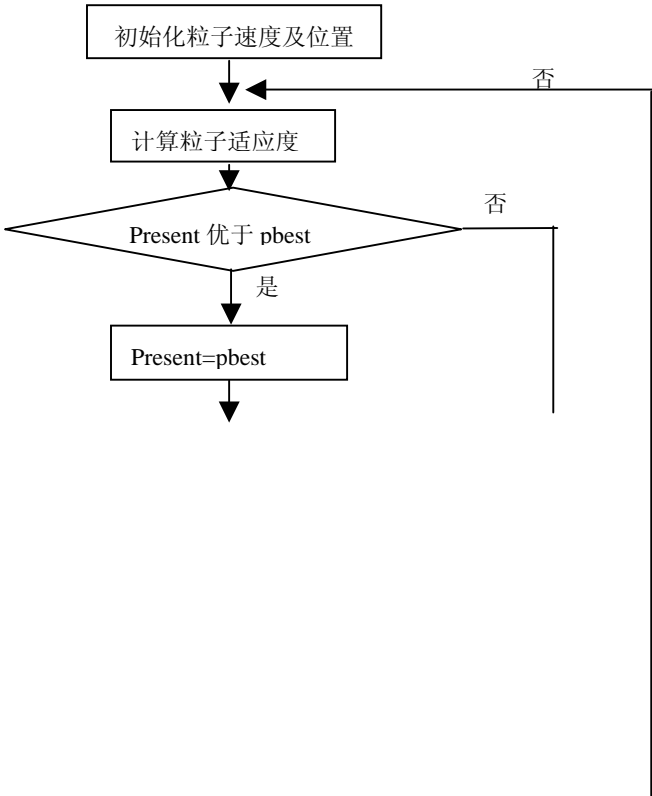 初始化粒子速度及位置
否
计算粒子适应度
否
Present 优于 pbest
是
Present=pbest